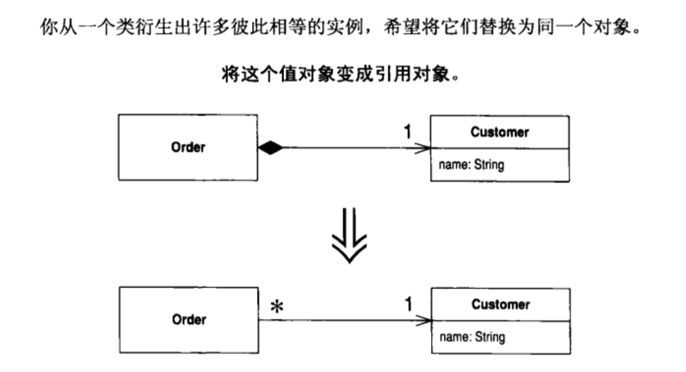 你从一个类衍生出许多彼此相等的实例，希望将它们替换为同一个对象。
将这个值对象变成引用对象。
Order
1
Customer
name: String
Order
*
1
Customer
name: String